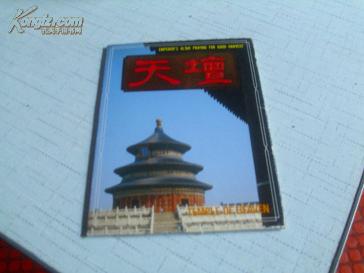 Kongfz.com
孔夫子旧书网
EMPEROR'S ALTAR PRAYING FOR GOOD HARVEST
天壇
TEMPLE OF HEAVEN